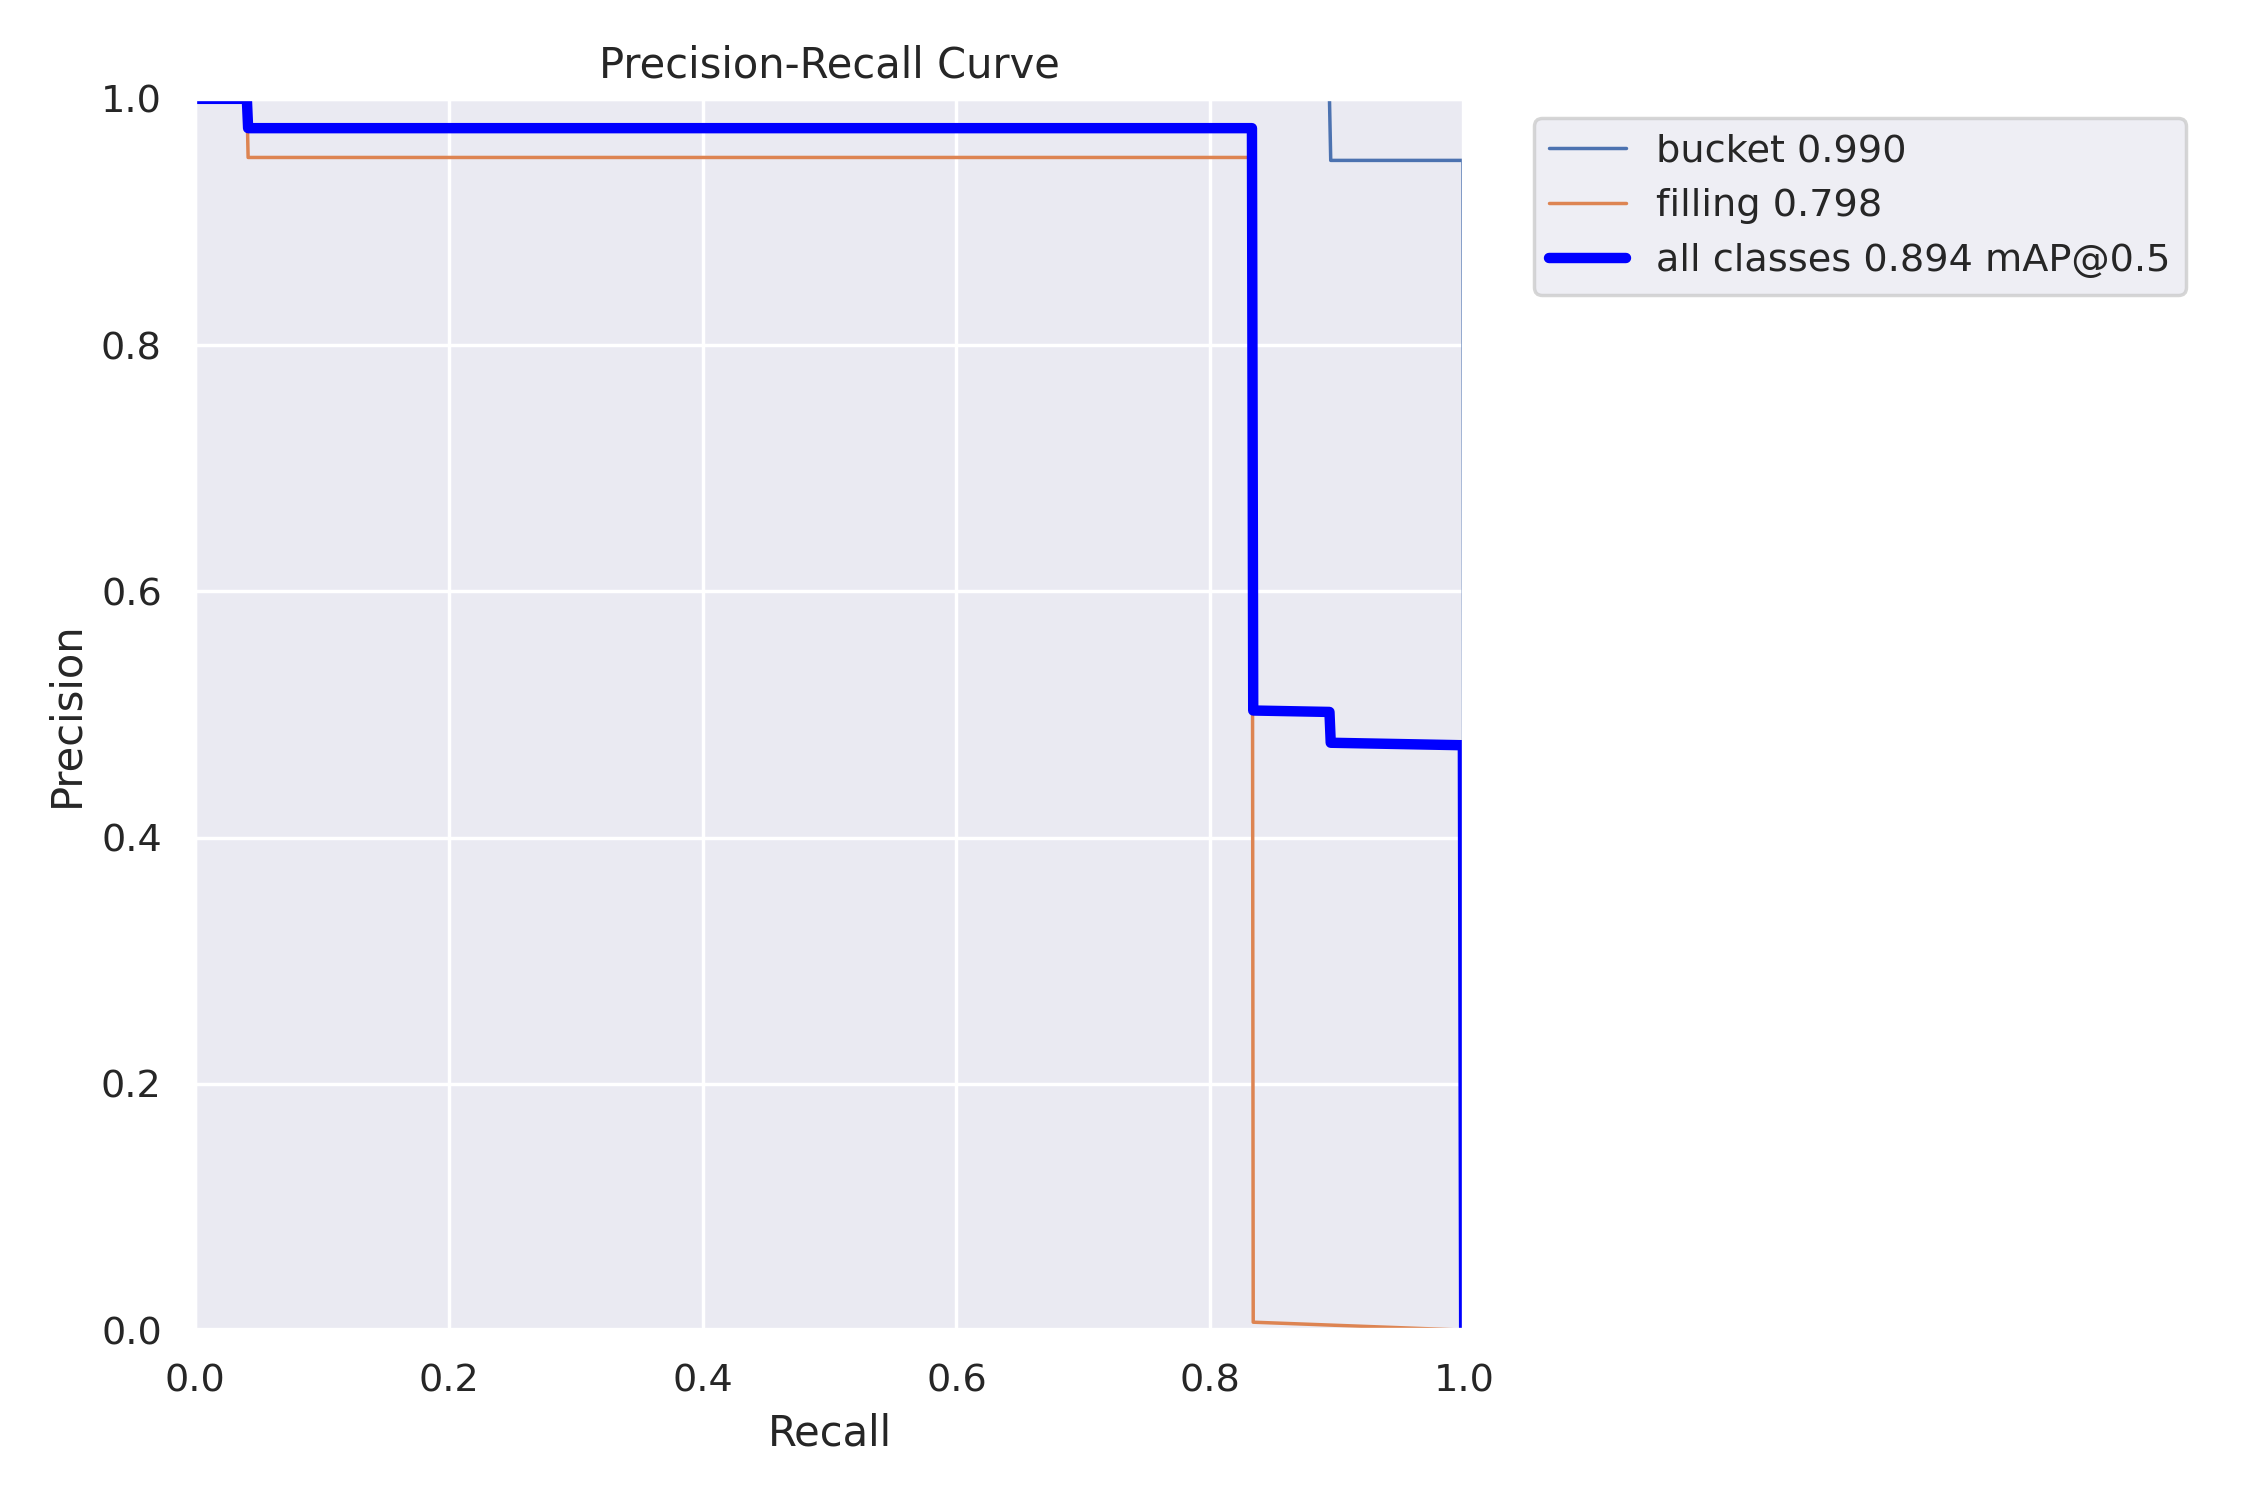 Precision-Recall Curve
1.0
0.8
0.6
0.4
0.2
0.0
Precision
0.0 0.2 0.4 0.6 0.8 1.0
Recall
bucket 0.990
filling 0.798
all classes 0.894 mAP@0.5